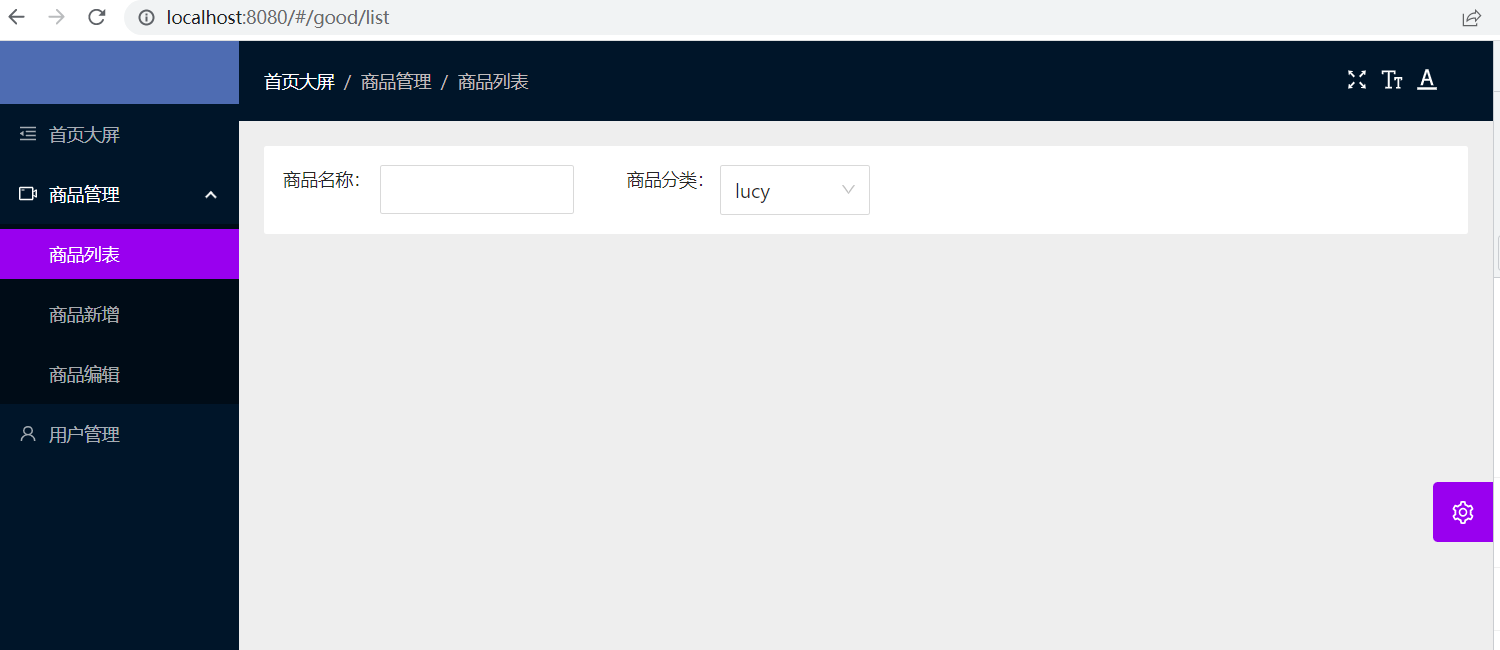 localhost:8080/#/good/list
首页大屏 / 商品管理 / 商品列表
首页大屏
商品管理
商品列表
商品新增
商品编辑
用户管理
商品名称：
商品分类： lucy